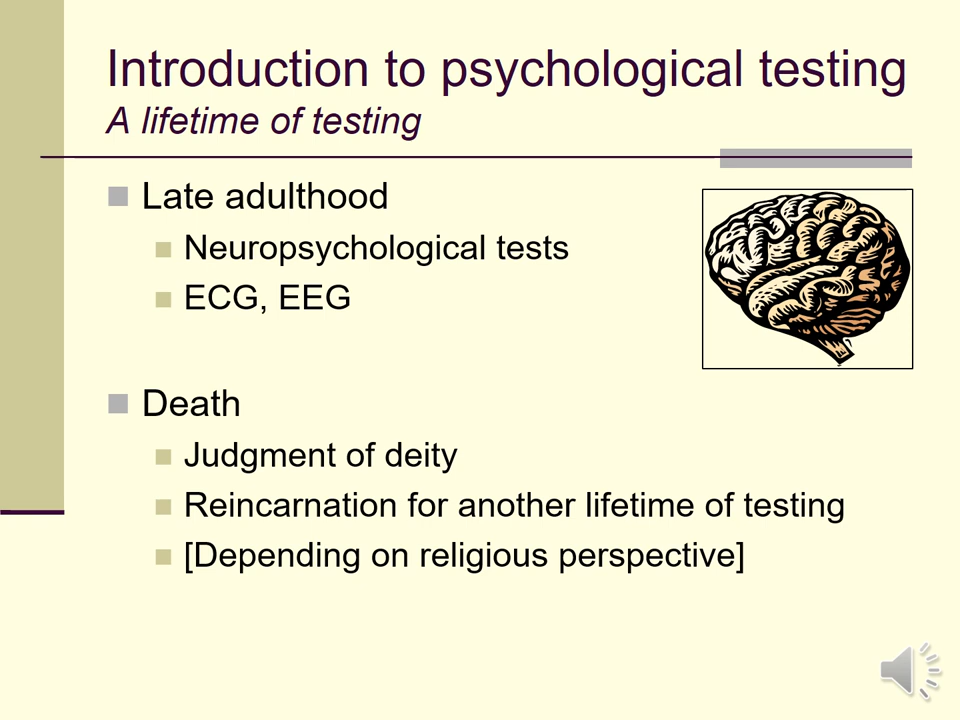 Introduction to psychological testing
A lifetime of testing
Late adulthood
Neuropsychological tests
ECG, EEG
Death
Judgment of deity
Reincarnation for another lifetime of testing
[Depending on religious perspective]